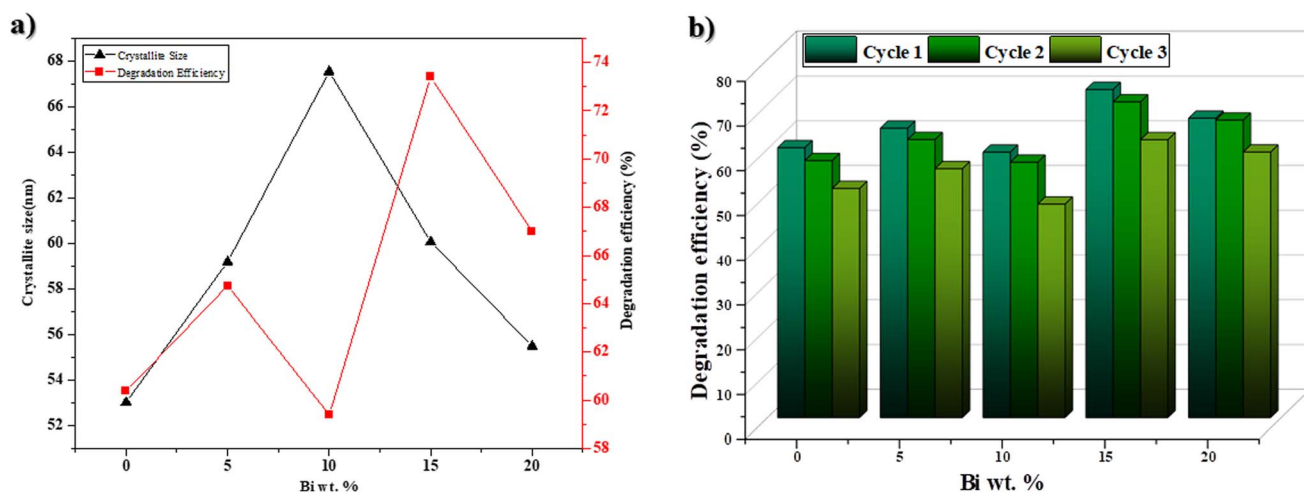 a)
Crystallite Size
Degradation Efficiency
Crystallite size(nm)
68
66
64
62
60
58
56
54
52
74
72
70
68
66
64
62
60
58
Degradation efficiency (%)
0 5 10 15 20
Bi wt. %
b)
Cycle 1 Cycle 2 Cycle 3
Degradation efficiency (%)
80
70
60
50
40
30
20
10
0
0 5 10 15 20
Bi wt. %